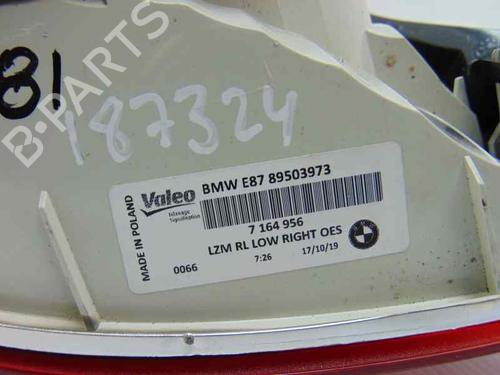 8I
B-PARTS
187324
Valeo
BMW E87 89503973
7 164 956
LZM RL LOW RIGHT OES
0066
7:26
17/10/19
MADE IN POLAND